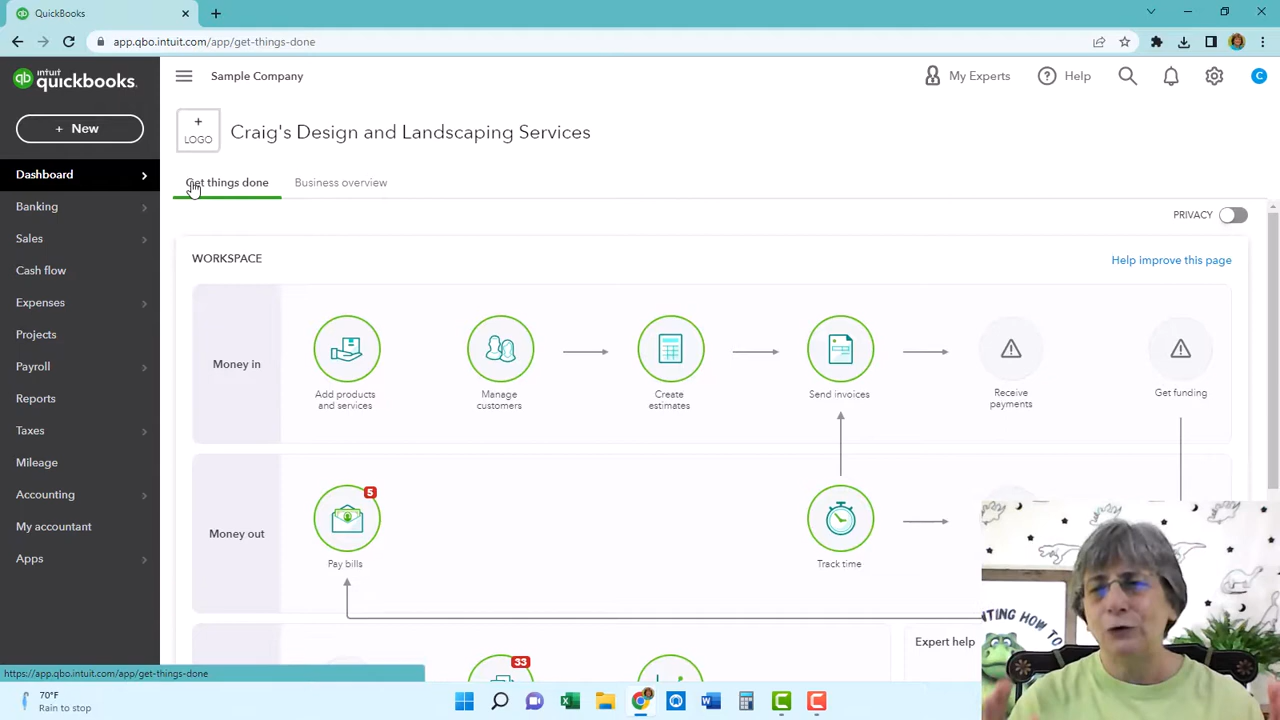 QuickBooks
app.qbo.intuit.com/app/get-things-done
intuit
quickbooks.
Sample Company
My Experts
Help
C
+ New
+
LOGO
Craig's Design and Landscaping Services
Dashboard
Banking
Sales
Cash flow
Expenses
Projects
Payroll
Reports
Taxes
Mileage
Accounting
My accountant
Apps
Get things done
Business overview
PRIVACY
WORKSPACE
Help improve this page
Money in
Add products
and services
Manage
customers
Create
estimates
Send invoices
Receive
payments
Get funding
Money out
5
Pay bills
Track time
33
Expert help
NTING HOW TO
https://app.qbo.intuit.com/app/get-things-done
70°F
Rain to stop